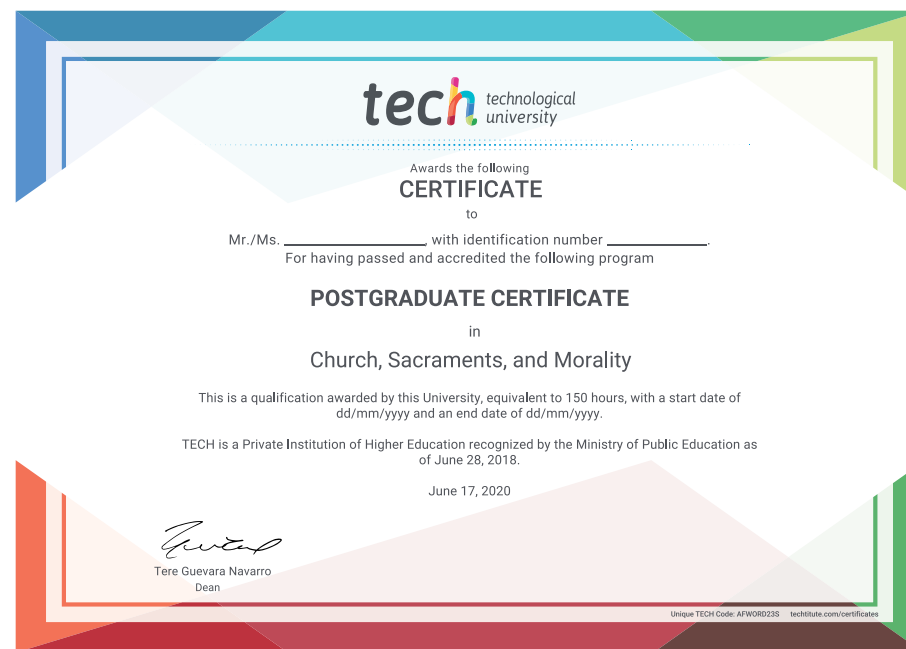 tech technological
university
Awards the following
CERTIFICATE
to
Mr./Ms. ____________________, with identification number ______________.
For having passed and accredited the following program
POSTGRADUATE CERTIFICATE
in
Church, Sacraments, and Morality
This is a qualification awarded by this University, equivalent to 150 hours, with a start date of
dd/mm/yyyy and an end date of dd/mm/yyyy.
TECH is a Private Institution of Higher Education recognized by the Ministry of Public Education as
of June 28, 2018.
June 17, 2020
Tere Guevara Navarro
Dean
Unique TECH Code: AFWORD23S techtitute.com/certificates